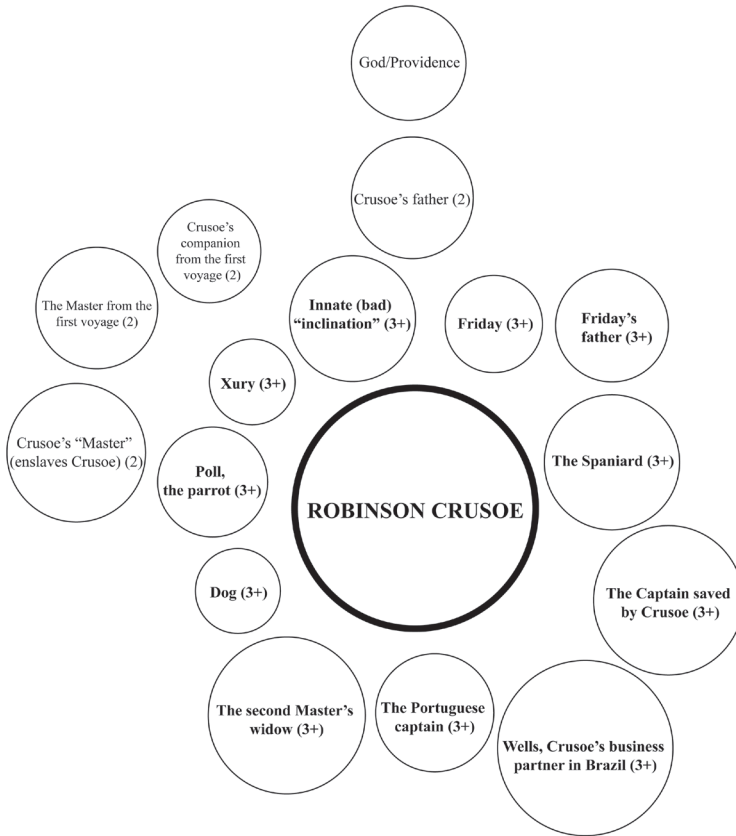 God/Providence
Crusoe’s father (2)
Crusoe’s
companion
from the first
voyage (2)
The Master from the
first voyage (2)
Innate (bad)
“inclination” (3+)
Friday (3+)
Friday’s
father (3+)
Xury (3+)
Crusoe’s “Master”
(enslaves Crusoe) (2)
Poll,
the parrot (3+)
The Spaniard (3+)
ROBINSON CRUSOE
Dog (3+)
The Captain saved
by Crusoe (3+)
The second Master’s
widow (3+)
The Portuguese
captain (3+)
Wells, Crusoe’s business
partner in Brazil (3+)